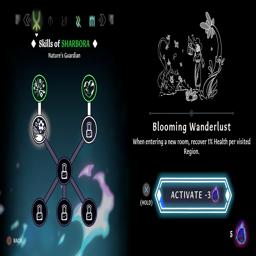 Skills of SHARBORA
Nature's Guardian
Blooming Wanderlust
When entering a new room, recover 1% Health per visited
Region.
(HOLD)
ACTIVATE -3
5
BACK